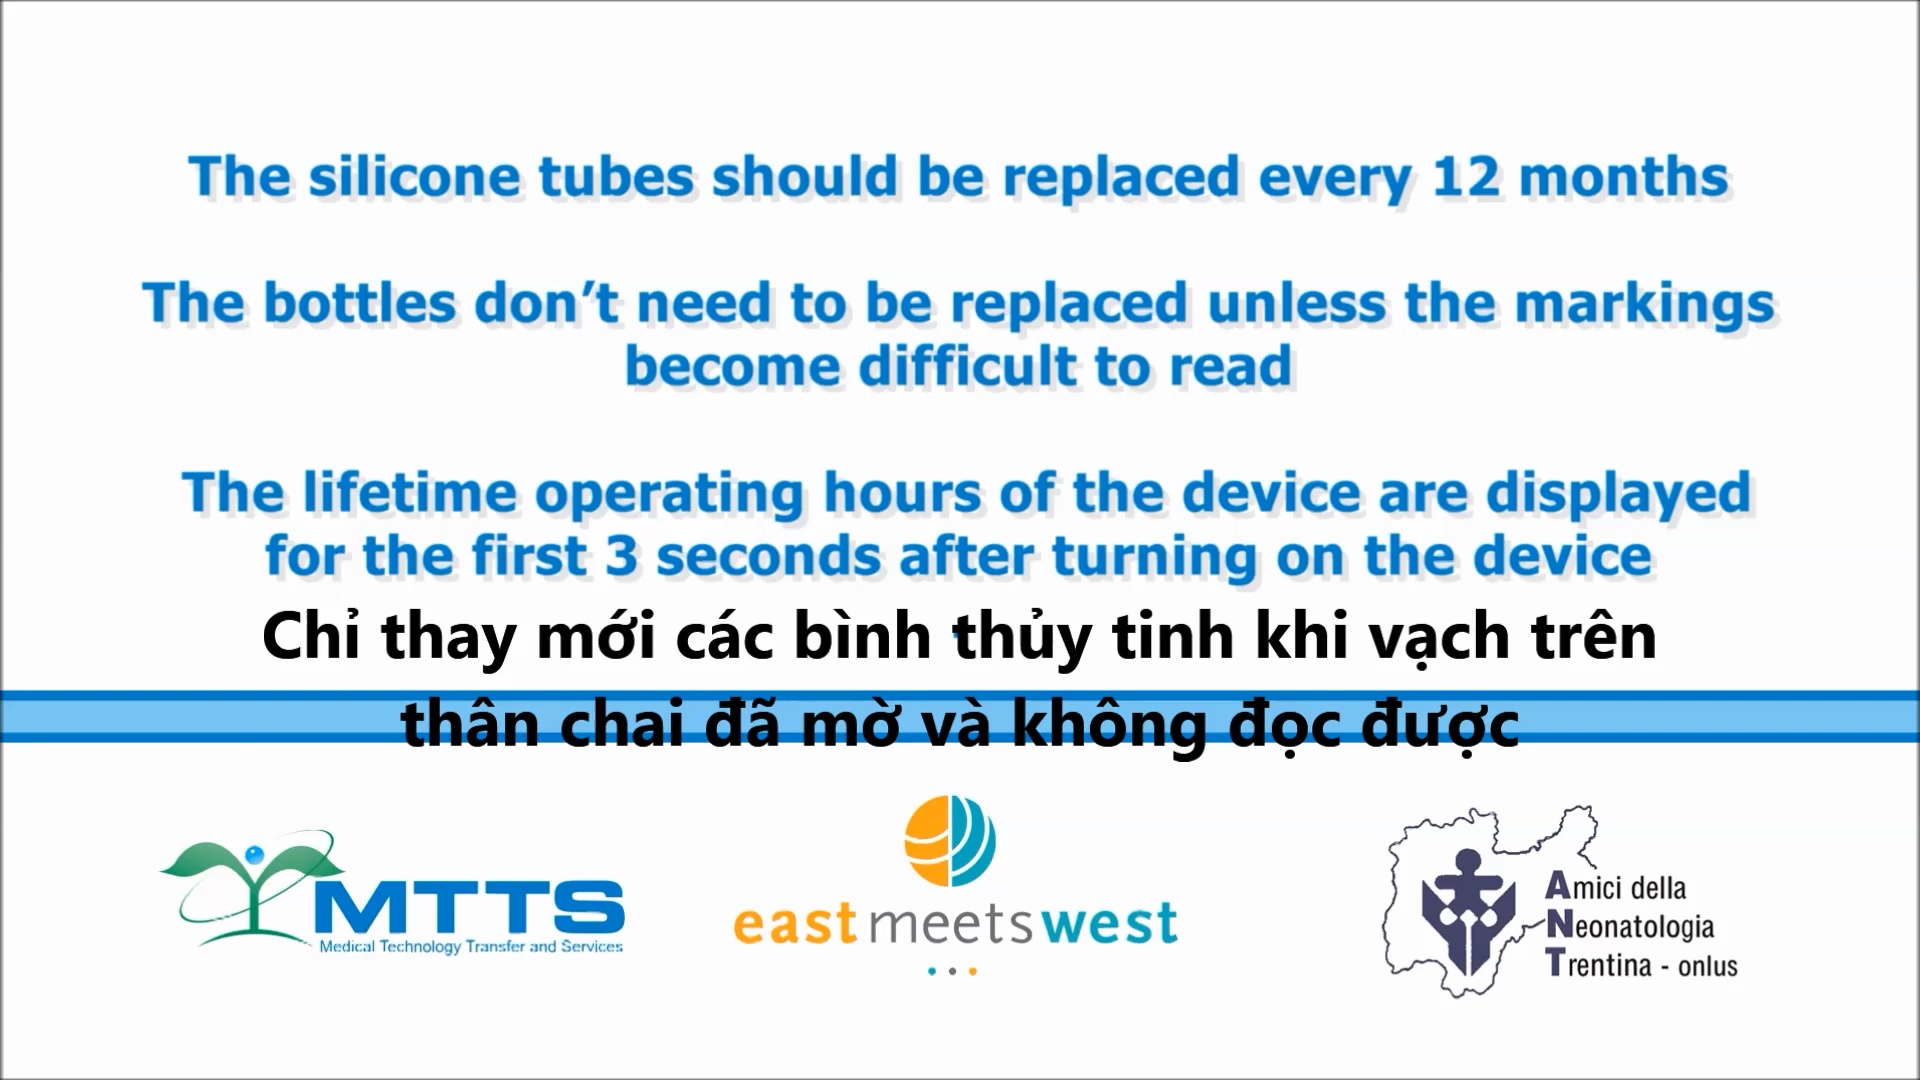 The silicone tubes should be replaced every 12 months
The bottles don’t need to be replaced unless the markings
become difficult to read
The lifetime operating hours of the device are displayed
for the first 3 seconds after turning on the device
Chỉ thay mới các bình thủy tinh khi vạch trên
thân chai đã mờ và không đọc được
MTTS
Medical Technology Transfer and Services
eastmeetswest
Amici della
Neonatologia
Trentina - onlus